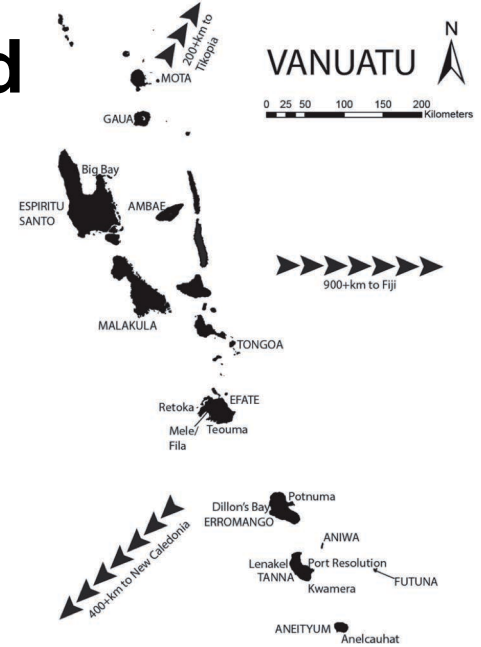 d
200+km to
Tikopia
N
VANUATU
MOTA
0 25 50 100 150 200
Kilometers
GAUA
Big Bay
ESPIRITU
SANTO
AMBAE
900+km to Fiji
MALAKULA
TONGOA
EFATE
Retoka
Mele/
Fila
Teouma
Potnuma
Dillon's Bay
ERROMANGO
400+km to New Caledonia
ANIWA
Lenakel
Port Resolution
TANNA
FUTUNA
Kwamera
ANEITYUM
Anelcauhat